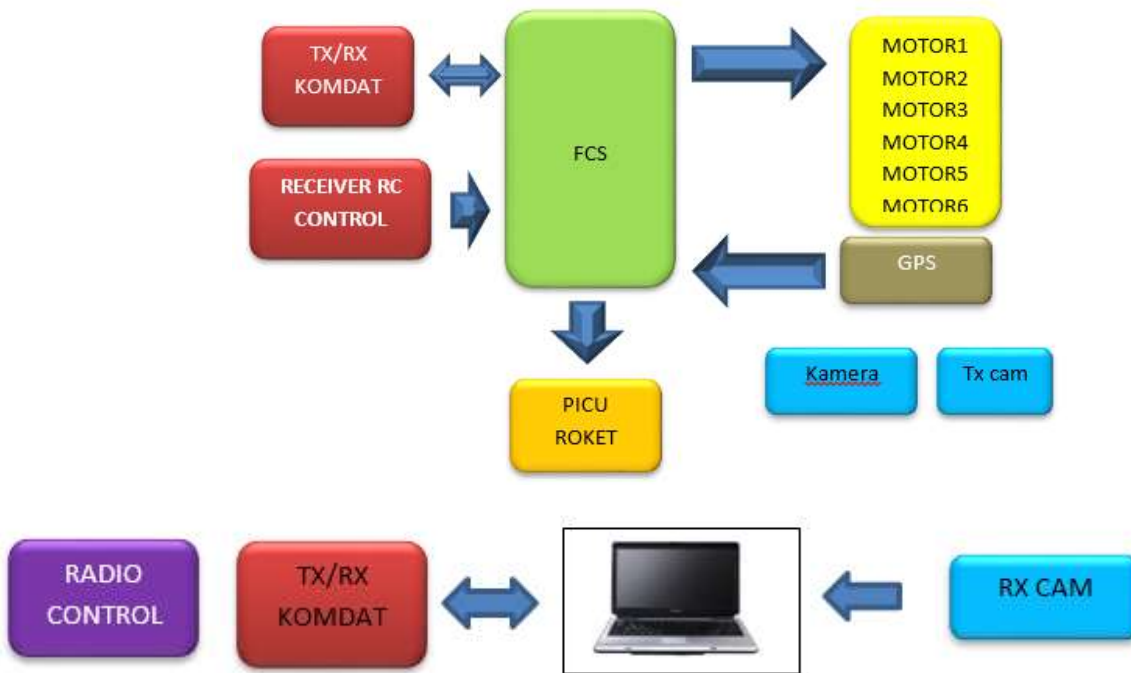 TX/RX
KOMDAT
RECEIVER RC
CONTROL
FCS
MOTOR1
MOTOR2
MOTOR3
MOTOR4
MOTOR5
MOTOR6
GPS
Kamera
Tx cam
PICU
ROKET
RADIO
CONTROL
TX/RX
KOMDAT
RX CAM